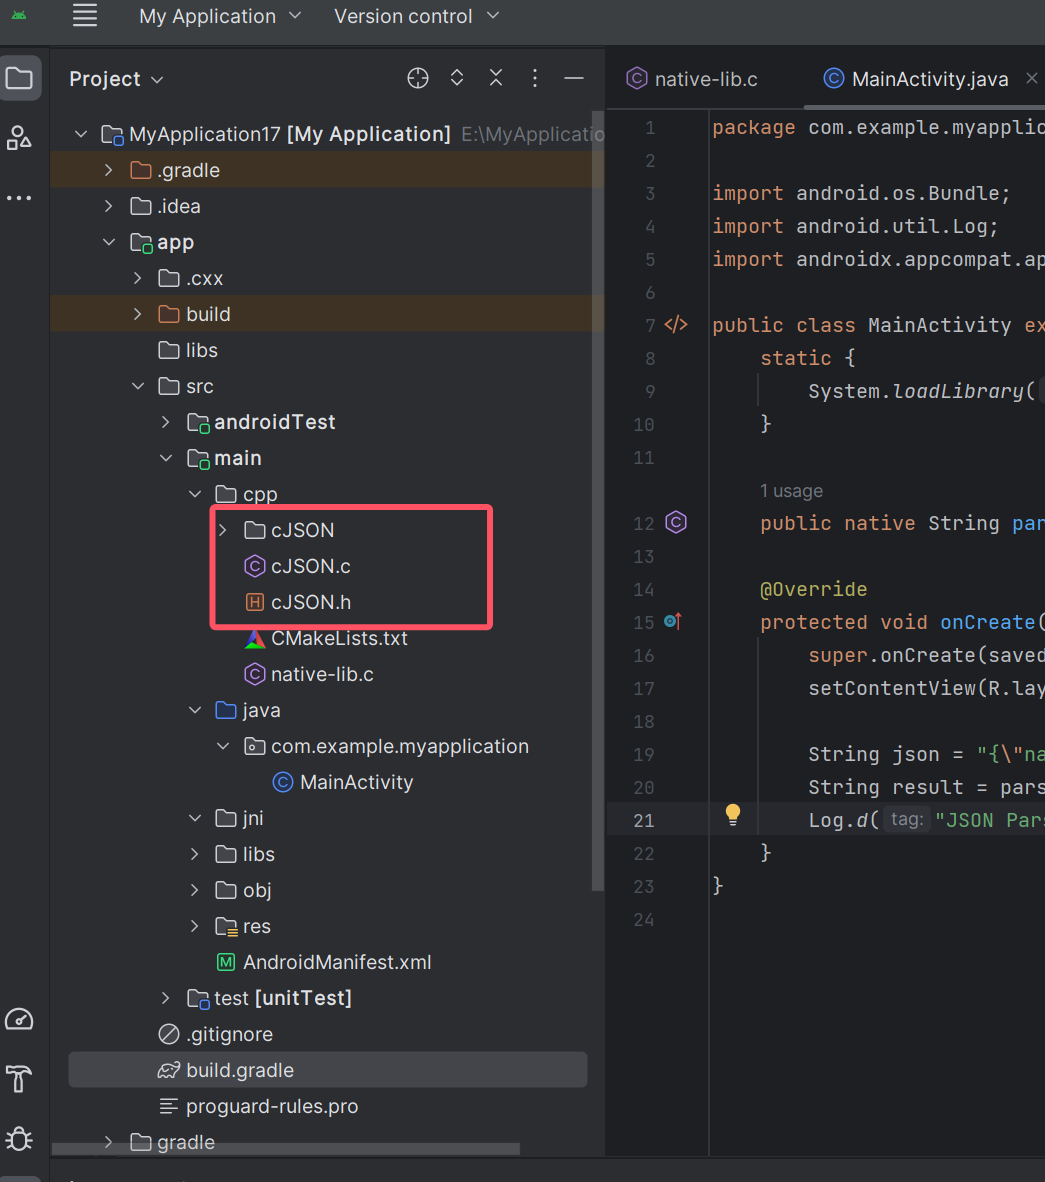 My Application
Version control
Project
MyApplication17 [My Application] E:\MyApplicatio
.gradle
.idea
app
.cxx
build
libs
src
androidTest
main
cpp
cJSON
cJSON.c
cJSON.h
CMakeLists.txt
native-lib.c
java
com.example.myapplication
MainActivity
jni
libs
obj
res
AndroidManifest.xml
test [unitTest]
.gitignore
build.gradle
proguard-rules.pro
gradle
native-lib.c
MainActivity.java
1 package com.example.myapplic
2
3 import android.os.Bundle;
4 import android.util.Log;
5 import androidx.appcompat.ap
6
7 public class MainActivity ex
8 static {
9 System.loadLibrary(
10 }
11
1 usage
12 public native String par
13
14 @Override
15 protected void onCreate(
16 super.onCreate(saved
17 setContentView(R.lay
18
19 String json = "{\"na
20 String result = pars
21 Log.d( tag: "JSON Pars
22 }
23 }
24